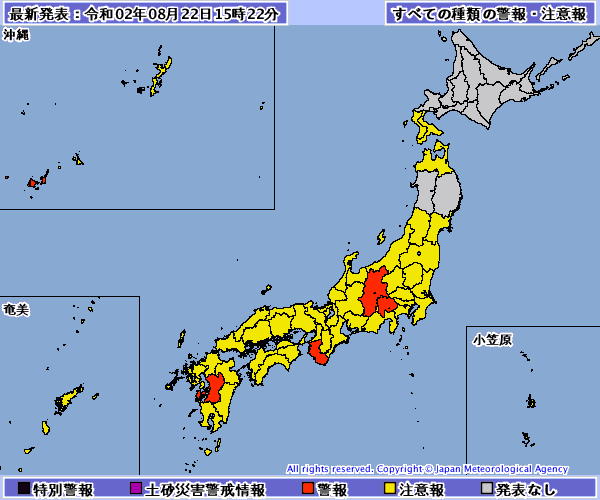 最新発表：令和02年08月22日15時22分
すべての種類の警報・注意報
沖縄
奄美
小笠原
All rights reserved. Copyright © Japan Meteorological Agency
特別警報 土砂災害警戒情報 警報 注意報 発表なし